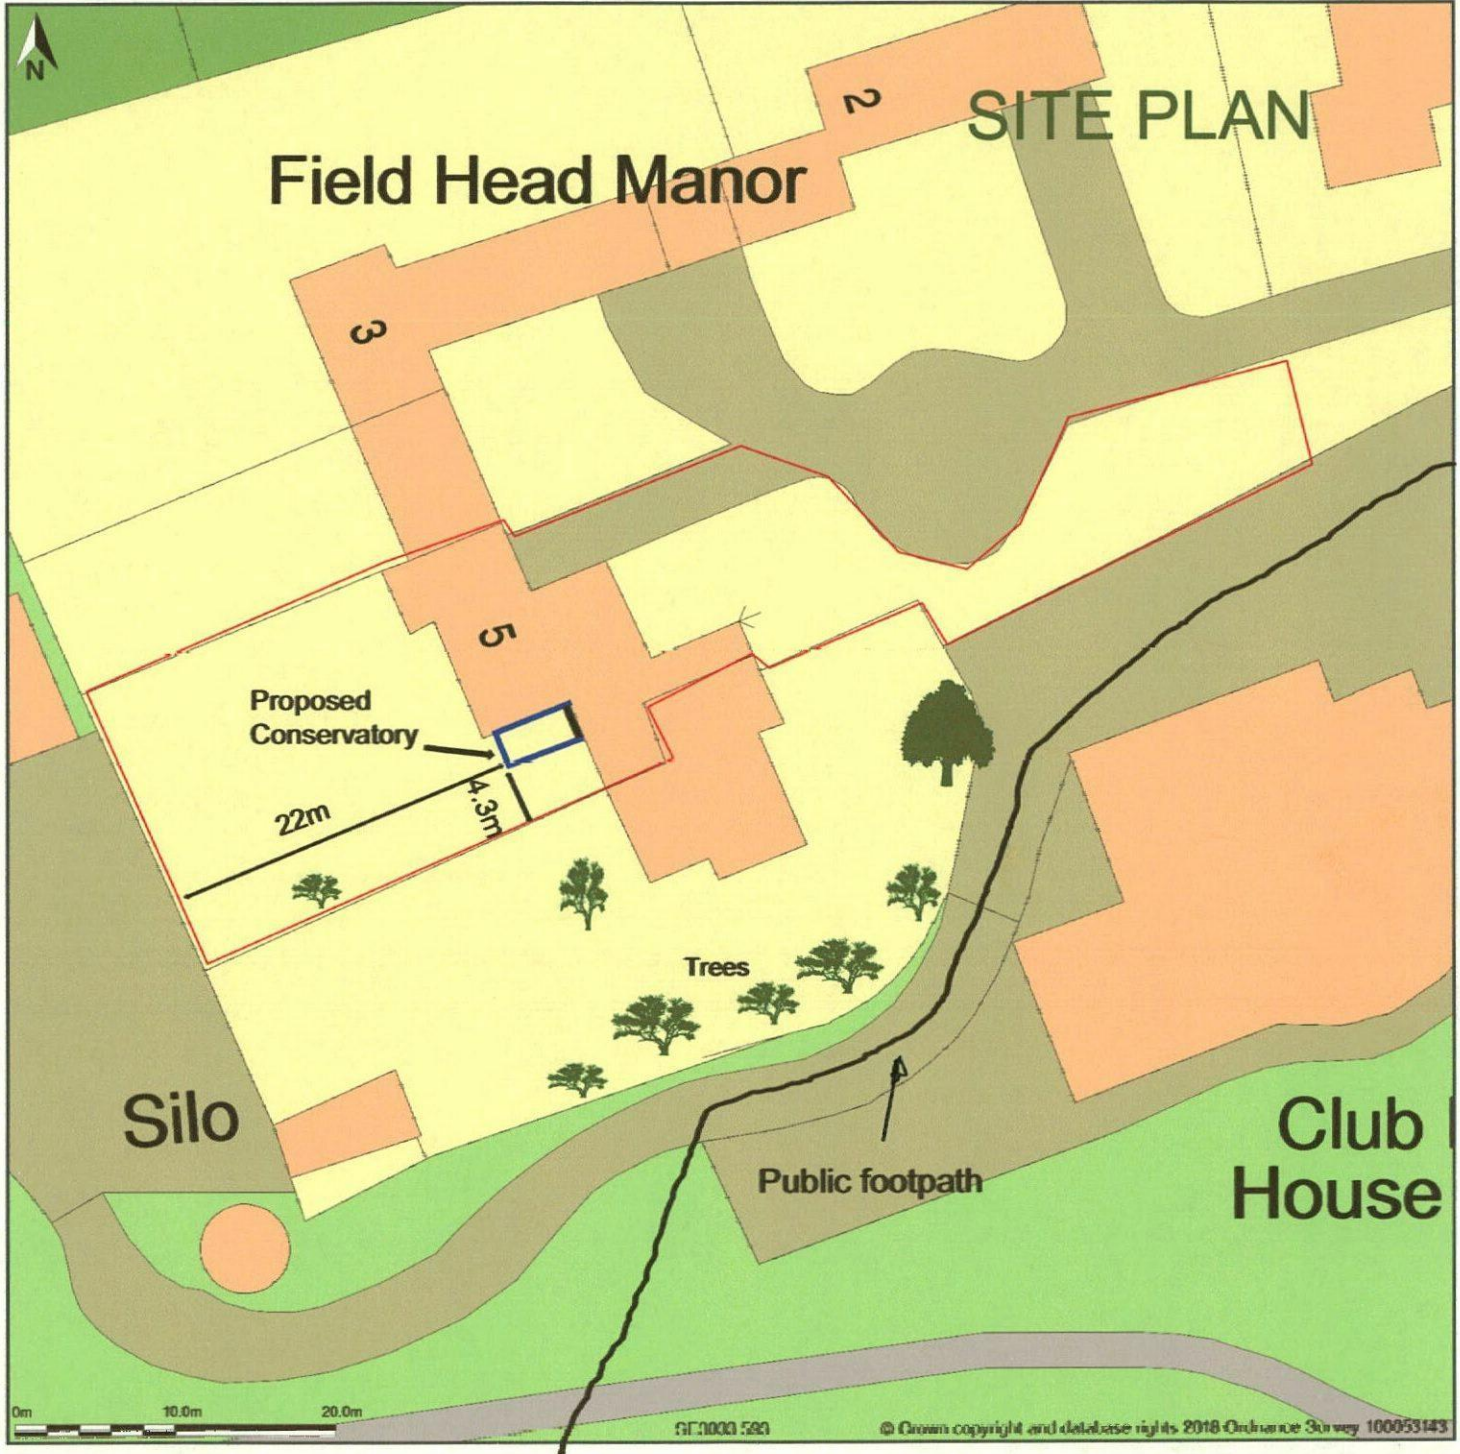 N
2
SITE PLAN
Field Head Manor
3
5
Proposed
Conservatory
22m
4.3m
Trees
Silo
Public footpath
Club
House
0m 10.0m 20.0m
© Crown copyright and database rights 2018 Ordnance Survey 100053143